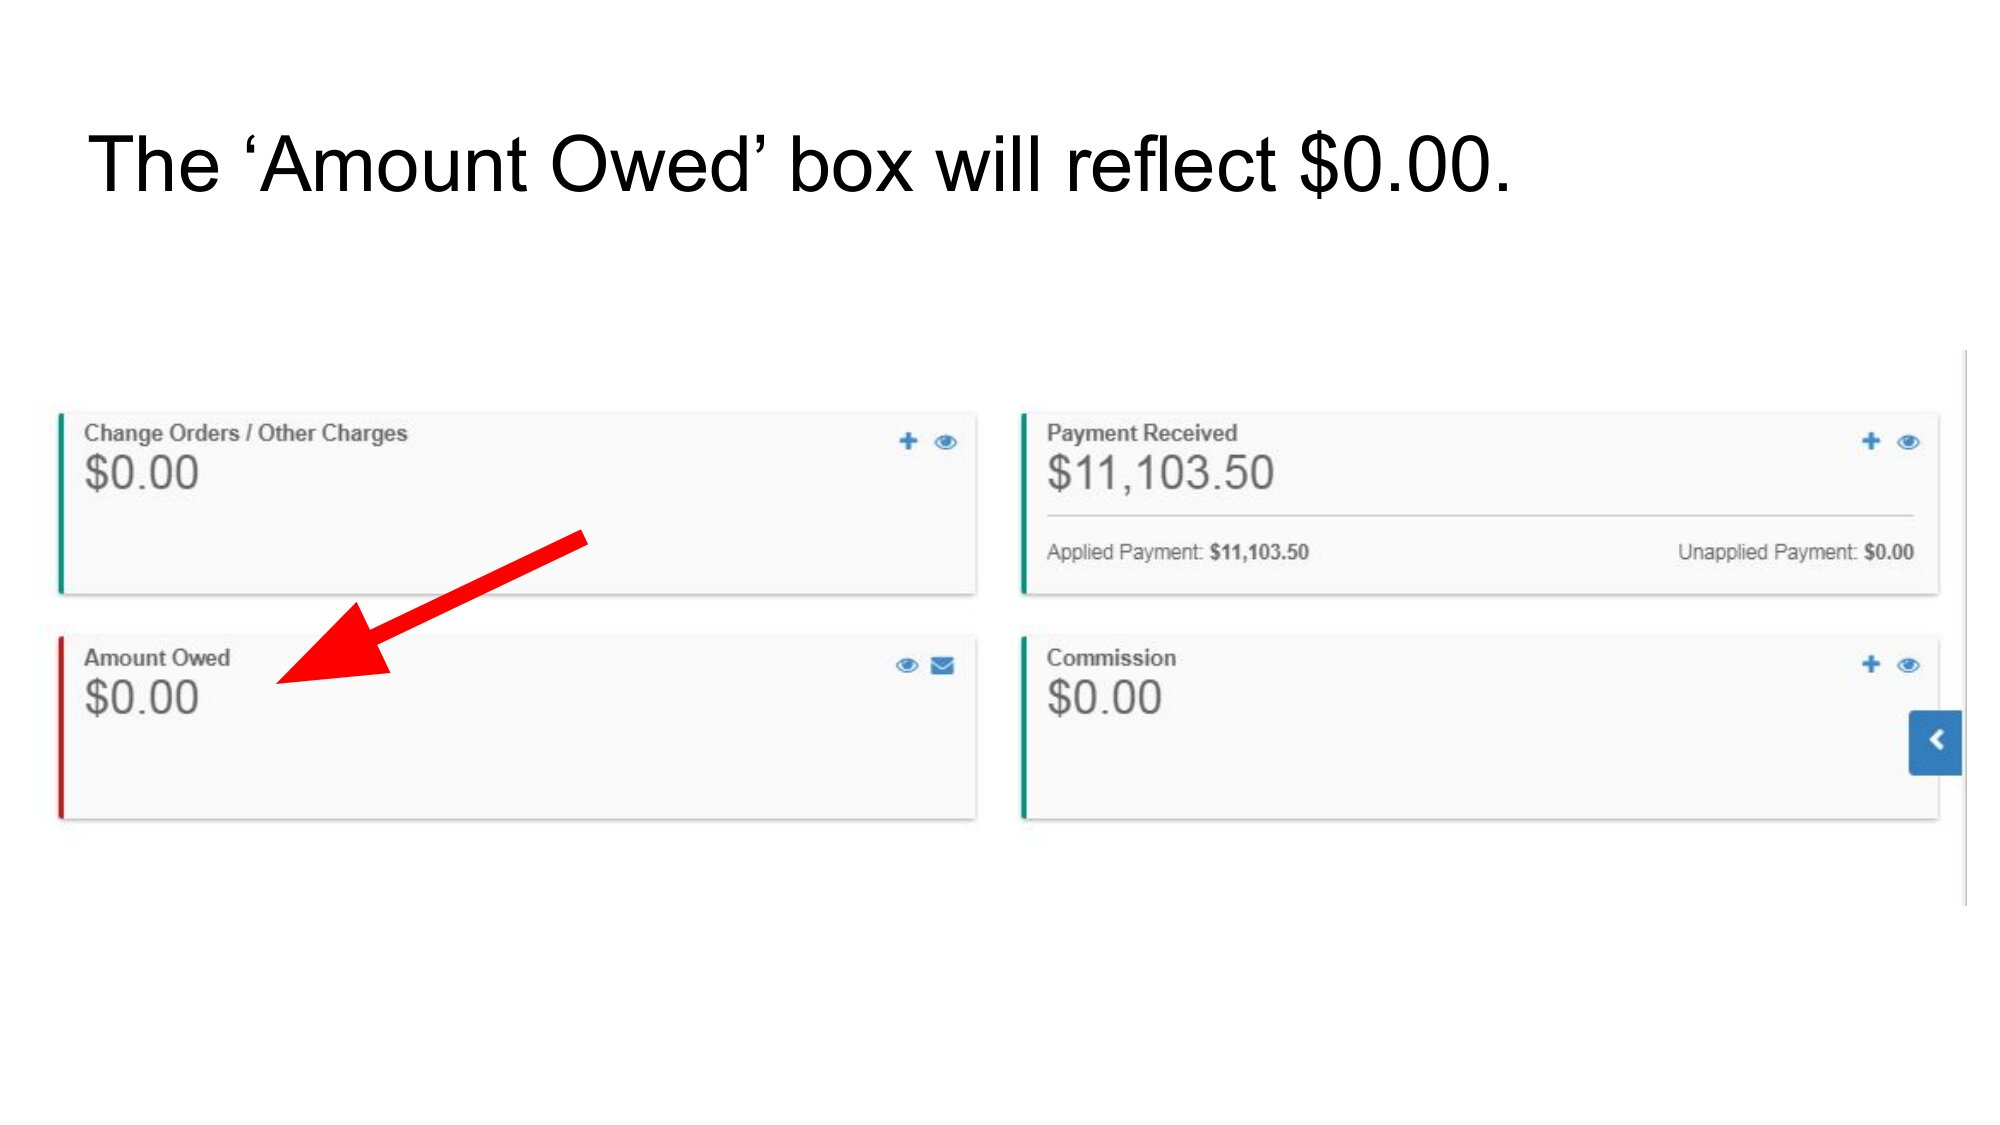 The ‘Amount Owed’ box will reflect $0.00.
Change Orders / Other Charges
$0.00
Payment Received
$11,103.50
Applied Payment: $11,103.50
Unapplied Payment: $0.00
Amount Owed
$0.00
Commission
$0.00